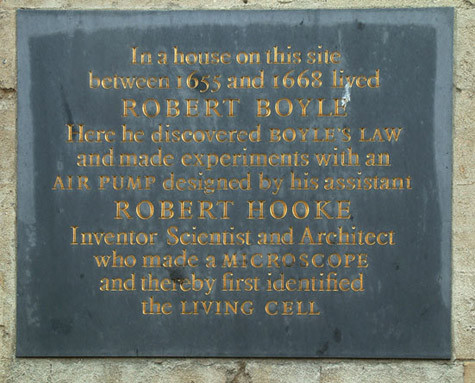 In a house on this site
between 1655 and 1668 lived
ROBERT BOYLE
Here he discovered BOYLE'S LAW
and made experiments with an
AIR PUMP designed by his assistant
ROBERT HOOKE
Inventor Scientist and Architect
who made a MICROSCOPE
and thereby first identified
the LIVING CELL